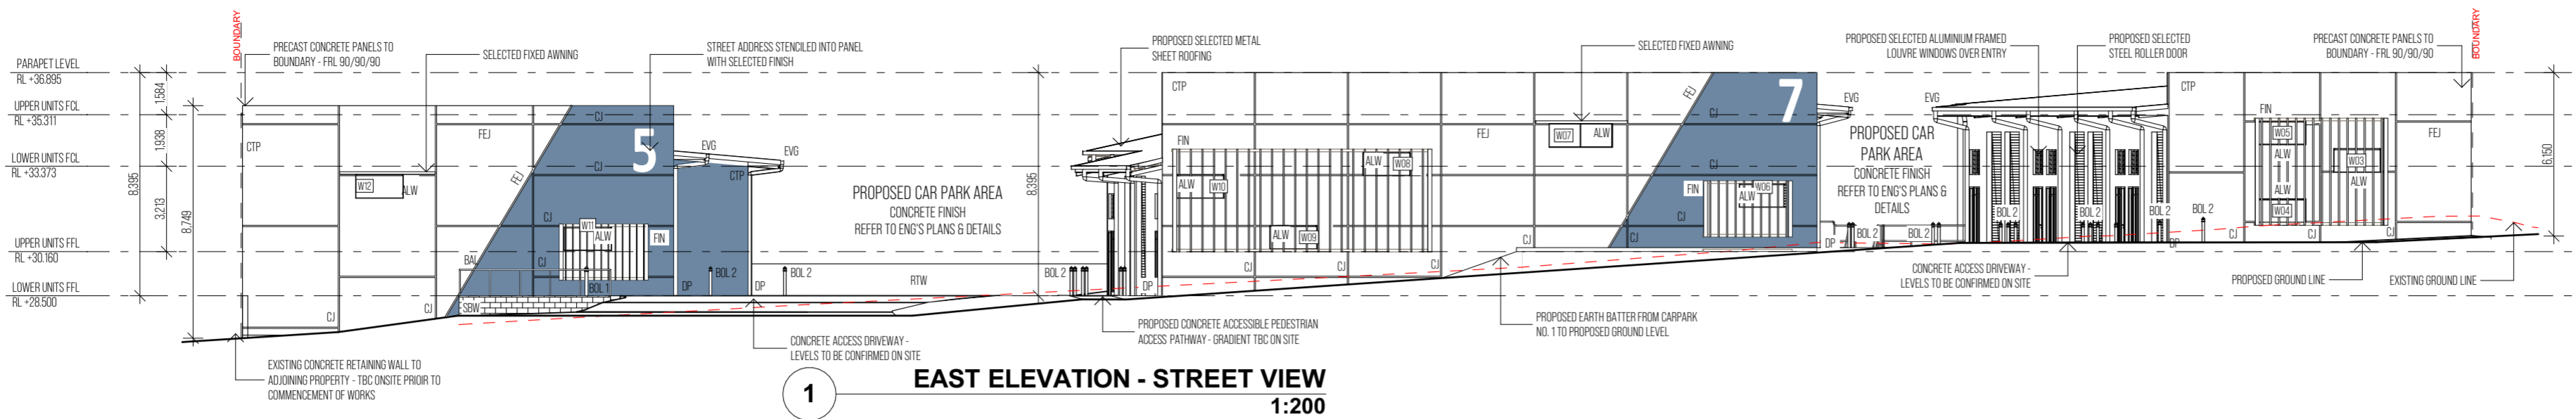 BOUNDARY
PRECAST CONCRETE PANELS TO
BOUNDARY - FRL 90/90/90
SELECTED FIXED AWNING
STREET ADDRESS STENCILED INTO PANEL
WITH SELECTED FINISH
PROPOSED SELECTED METAL
SHEET ROOFING
SELECTED FIXED AWNING
PROPOSED SELECTED ALUMINIUM FRAMED
LOUVRE WINDOWS OVER ENTRY
PROPOSED SELECTED
STEEL ROLLER DOOR
PRECAST CONCRETE PANELS TO
BOUNDARY - FRL 90/90/90
BOUNDARY
PARAPET LEVEL
RL +36.895
UPPER UNITS FCL
RL +35.311
LOWER UNITS FCL
RL +33.373
UPPER UNITS FFL
RL +30.160
LOWER UNITS FFL
RL +28.500
1.584
1.938
3.213
8.395
8.749
CTP
FEJ
CJ
5
EVG
EVG
CJ
CTP
FEJ
W12
ALW
CJ
W11
ALW
FIN
BAL
CJ
BOL 1
SBW
CJ
CJ
DP
BOL 2
DP
BOL 2
PROPOSED CAR PARK AREA
CONCRETE FINISH
REFER TO ENG'S PLANS & DETAILS
RTW
8.395
BOL 2
DP
CTP
FIN
ALW
W10
ALW
W08
ALW
W09
FEJ
W07
ALW
FEJ
CJ
7
CJ
FIN
W06
ALW
CJ
CJ
CJ
CJ
CJ
CJ
CJ
EVG
EVG
PROPOSED CAR
PARK AREA
CONCRETE FINISH
REFER TO ENG'S PLANS &
DETAILS
DP
BOL 2
BOL 2
BOL 2
BOL 2
BOL 2
DP
BOL 2
CTP
FIN
W05
ALW
W03
ALW
ALW
W04
FEJ
CJ
CJ
CJ
6.150
EXISTING CONCRETE RETAINING WALL TO
ADJOINING PROPERTY - TBC ONSITE PRIOIR TO
COMMENCEMENT OF WORKS
CONCRETE ACCESS DRIVEWAY -
LEVELS TO BE CONFIRMED ON SITE
PROPOSED CONCRETE ACCESSIBLE PEDESTRIAN
ACCESS PATHWAY - GRADIENT TBC ON SITE
PROPOSED EARTH BATTER FROM CARPARK
NO. 1 TO PROPOSED GROUND LEVEL
CONCRETE ACCESS DRIVEWAY -
LEVELS TO BE CONFIRMED ON SITE
PROPOSED GROUND LINE
EXISTING GROUND LINE
1
EAST ELEVATION - STREET VIEW
1:200